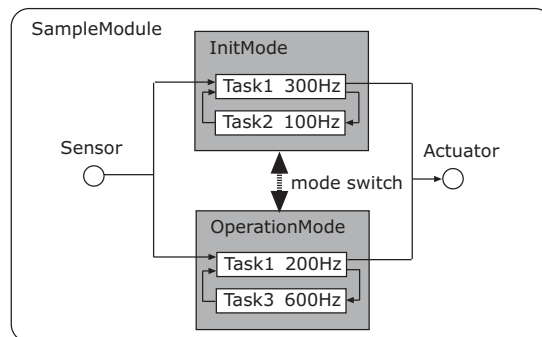 SampleModule
InitMode
Task1 300Hz
Task2 100Hz
Sensor
Actuator
mode switch
OperationMode
Task1 200Hz
Task3 600Hz